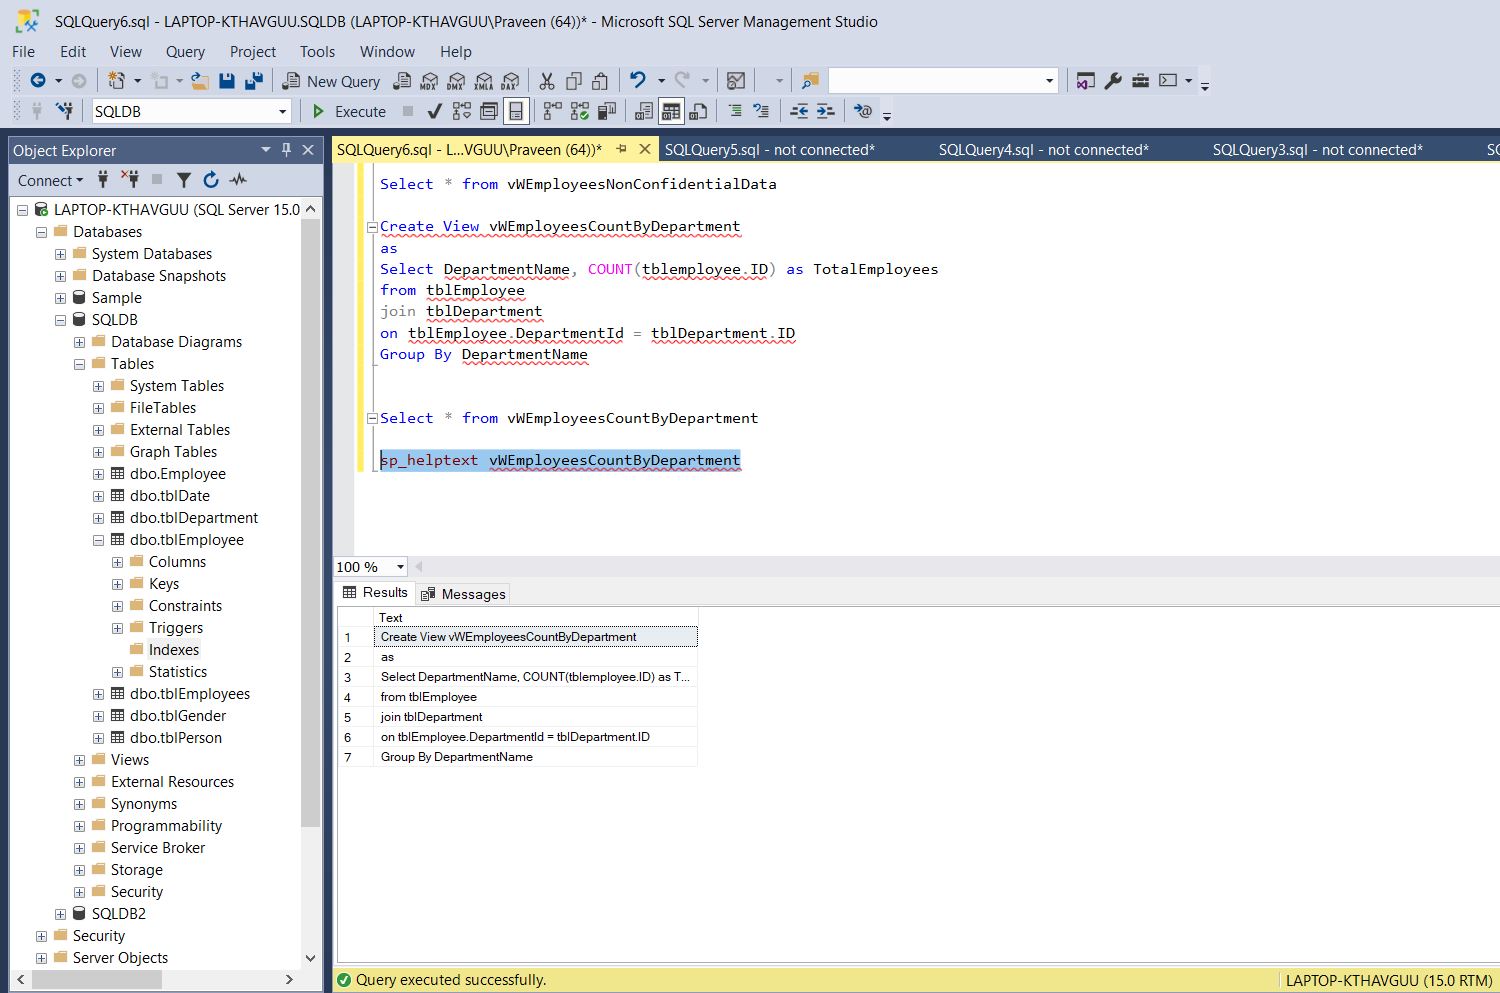 SQLQuery6.sql - LAPTOP-KTHAVGUU.SQLDB (LAPTOP-KTHAVGUU\Praveen (64))* - Microsoft SQL Server Management Studio
File Edit View Query Project Tools Window Help
New Query MDX DMX XMLA DAX
SQLDB Execute
Object Explorer
Connect
LAPTOP-KTHAVGUU (SQL Server 15.0
Databases
System Databases
Database Snapshots
Sample
SQLDB
Database Diagrams
Tables
System Tables
FileTables
External Tables
Graph Tables
dbo.Employee
dbo.tblDate
dbo.tblDepartment
dbo.tblEmployee
Columns
Keys
Constraints
Triggers
Indexes
Statistics
dbo.tblEmployees
dbo.tblGender
dbo.tblPerson
Views
External Resources
Synonyms
Programmability
Service Broker
Storage
Security
SQLDB2
Security
Server Objects
SQLQuery6.sql - L...VGUU\Praveen (64))* SQLQuery5.sql - not connected* SQLQuery4.sql - not connected* SQLQuery3.sql - not connected* SC
Select * from vWEmployeesNonConfidentialData
Create View vWEmployeesCountByDepartment
as
Select DepartmentName, COUNT(tblemployee.ID) as TotalEmployees
from tblEmployee
join tblDepartment
on tblEmployee.DepartmentId = tblDepartment.ID
Group By DepartmentName
Select * from vWEmployeesCountByDepartment
sp_helptext vWEmployeesCountByDepartment
100 %
Results Messages
Text
1 Create View vWEmployeesCountByDepartment
2 as
3 Select DepartmentName, COUNT(tblemployee.ID) as T...
4 from tblEmployee
5 join tblDepartment
6 on tblEmployee.DepartmentId = tblDepartment.ID
7 Group By DepartmentName
Query executed successfully. LAPTOP-KTHAVGUU (15.0 RTM)